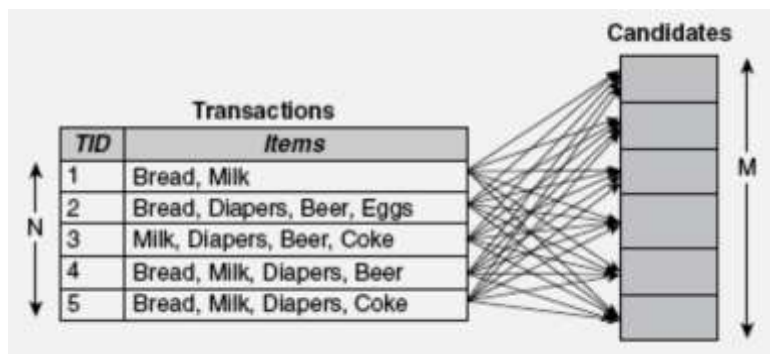 Candidates
Transactions
TID Items
1 Bread, Milk
2 Bread, Diapers, Beer, Eggs
3 Milk, Diapers, Beer, Coke
4 Bread, Milk, Diapers, Beer
5 Bread, Milk, Diapers, Coke
N
M